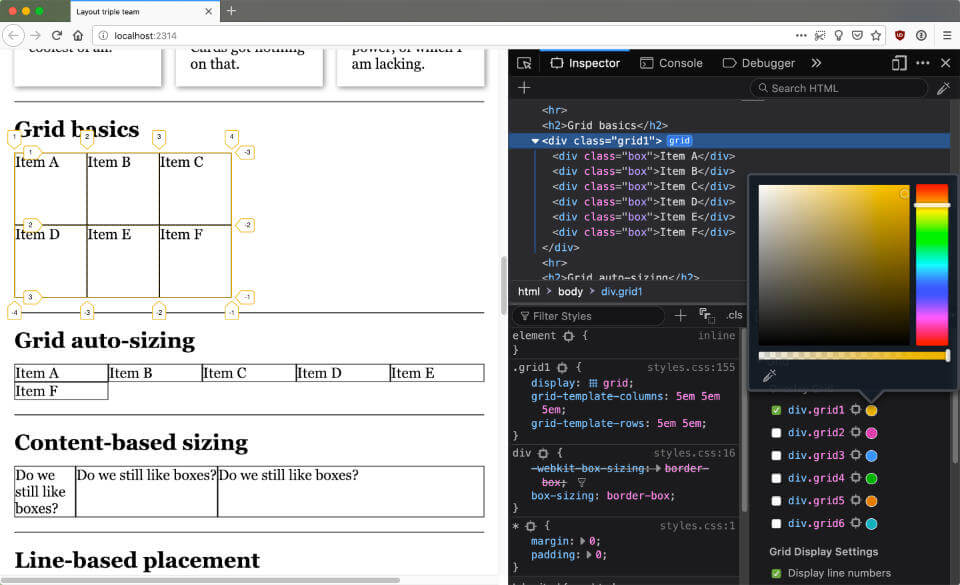 Layout triple team
localhost:2314
coolest of all.
Cards got nothing
on that.
power, of which I
am lacking.
Grid basics
1 2 3 4
1 -3
Item A Item B Item C
2 -2
Item D Item E Item F
3 -1
-4 -3 -2 -1
Grid auto-sizing
Item A Item B Item C Item D Item E
Item F
Content-based sizing
Do we still like boxes? Do we still like boxes? Do we still like boxes?
Line-based placement
Inspector Console Debugger
Search HTML
<hr>
<h2>Grid basics</h2>
<div class="grid1"> grid
<div class="box">Item A</div>
<div class="box">Item B</div>
<div class="box">Item C</div>
<div class="box">Item D</div>
<div class="box">Item E</div>
<div class="box">Item F</div>
</div>
<hr>
<h2>Grid auto-sizing</h2>
html > body > div.grid1
Filter Styles .cls
element { inline
}
.grid1 { styles.css:155
display: grid;
grid-template-columns: 5em 5em
5em;
grid-template-rows: 5em 5em;
}
div { styles.css:16
-webkit-box-sizing: border-
box;
box-sizing: border-box;
}
* { styles.css:1
margin: 0;
padding: 0;
}
div.grid1
div.grid2
div.grid3
div.grid4
div.grid5
div.grid6
Grid Display Settings
Display line numbers